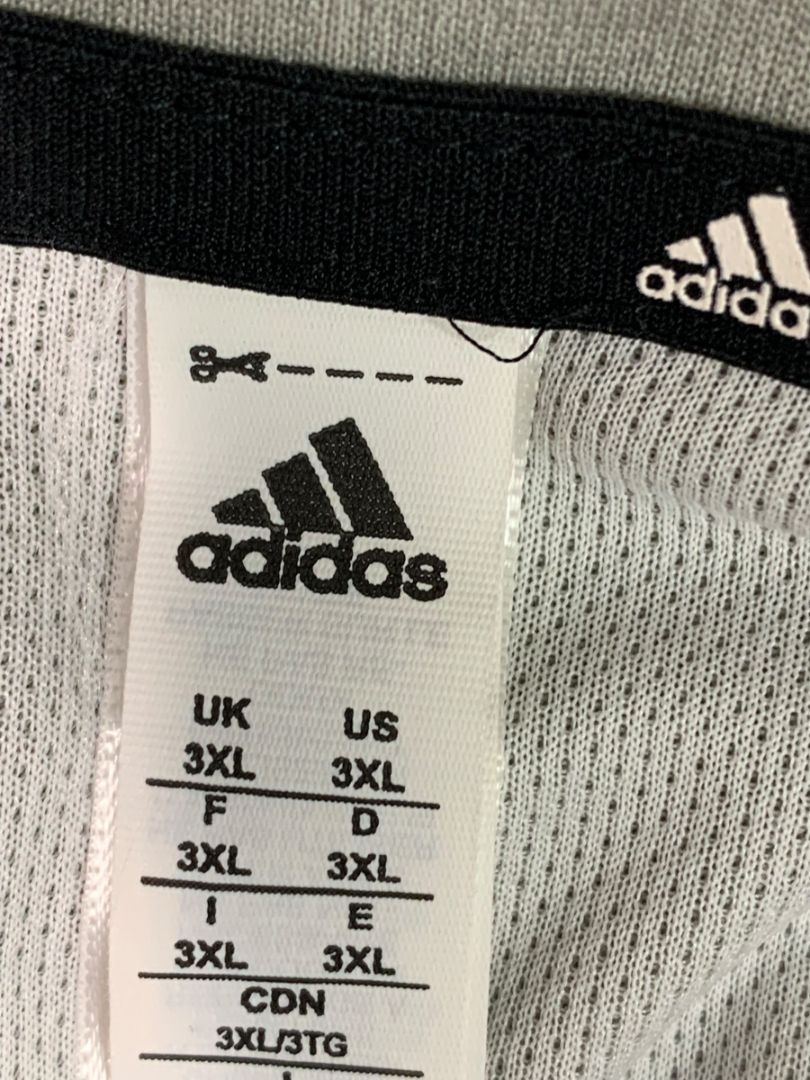 adidas
adidas
UK US
3XL 3XL
F D
3XL 3XL
I E
3XL 3XL
CDN
3XL/3TG